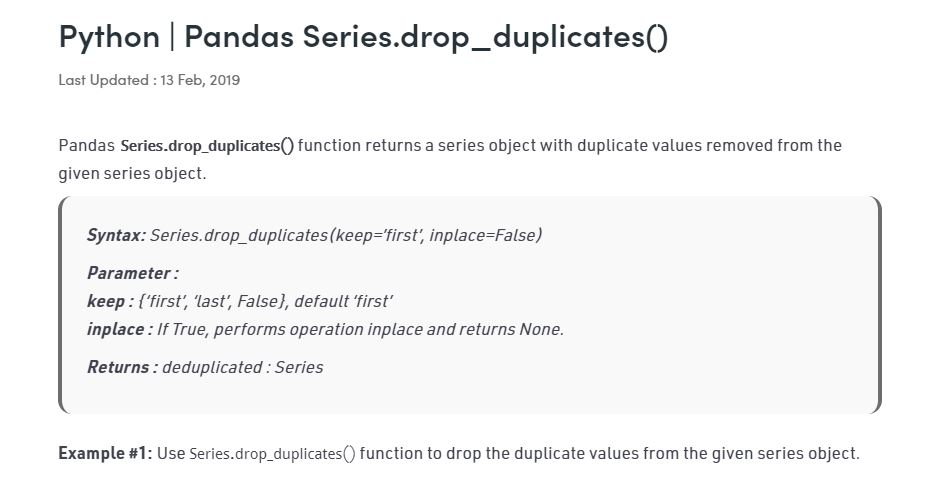 Python | Pandas Series.drop_duplicates()
Last Updated : 13 Feb, 2019
Pandas Series.drop_duplicates() function returns a series object with duplicate values removed from the
given series object.
Syntax: Series.drop_duplicates(keep=‘first’, inplace=False)
Parameter :
keep : {‘first’, ‘last’, False}, default ‘first’
inplace : If True, performs operation inplace and returns None.
Returns : deduplicated : Series
Example #1: Use Series.drop_duplicates() function to drop the duplicate values from the given series object.